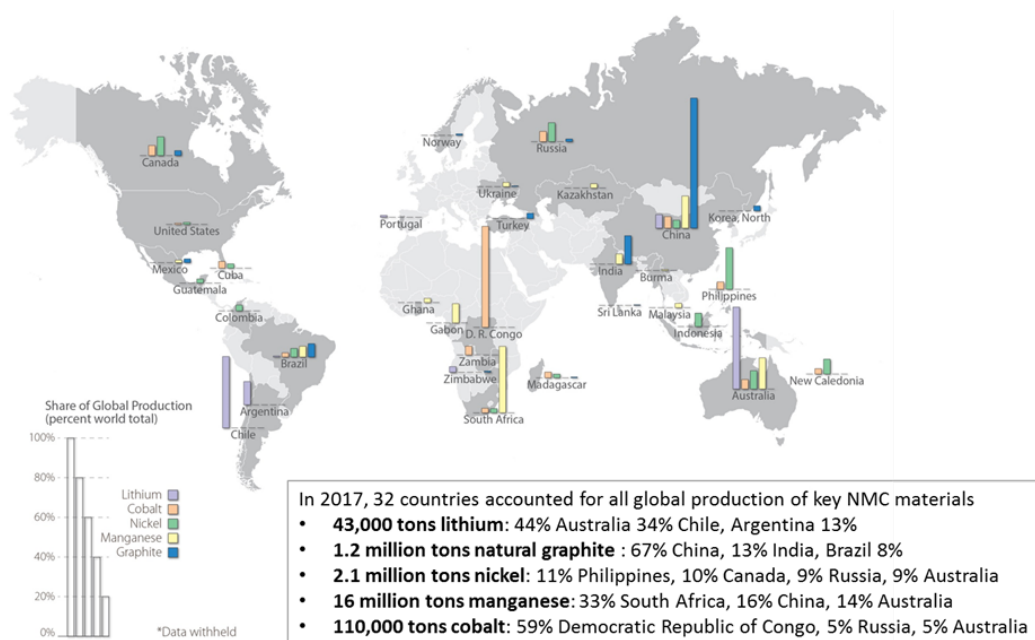 Norway
Russia
Canada
Ukraine
Kazakhstan
Portugal
Turkey
Korea, North
United States
China
Mexico
Cuba
India
Burma
Guatemala
Philippines
Ghana
Sri Lanka
Malaysia
Colombia
Gabon
D. R. Congo
Indonesia
Brazil
Zambia
Zimbabwe
Madagascar
New Caledonia
Australia
Argentina
South Africa
Chile
Share of Global Production
(percent world total)
100%
80%
60%
40%
20%
0%
Lithium
Cobalt
Nickel
Manganese
Graphite
*Data withheld
In 2017, 32 countries accounted for all global production of key NMC materials
• 43,000 tons lithium: 44% Australia 34% Chile, Argentina 13%
• 1.2 million tons natural graphite : 67% China, 13% India, Brazil 8%
• 2.1 million tons nickel: 11% Philippines, 10% Canada, 9% Russia, 9% Australia
• 16 million tons manganese: 33% South Africa, 16% China, 14% Australia
• 110,000 tons cobalt: 59% Democratic Republic of Congo, 5% Russia, 5% Australia